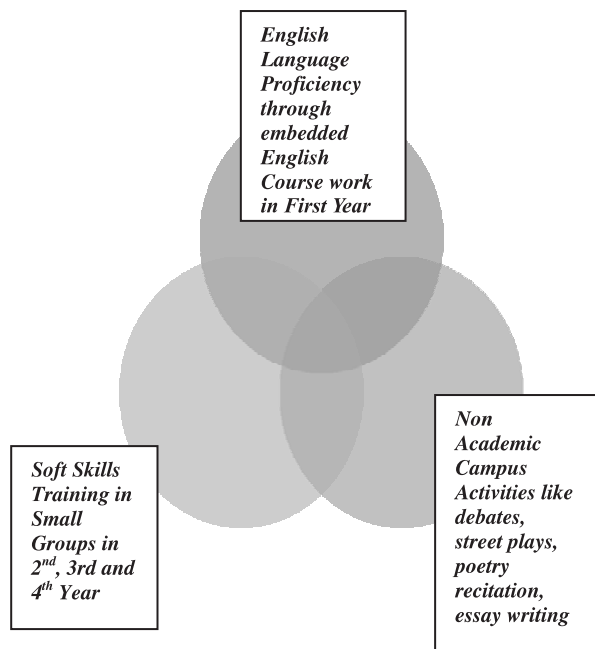 English
Language
Proficiency
through
embedded
English
Course work
in First Year
Soft Skills
Training in
Small
Groups in
2nd, 3rd and
4th Year
Non
Academic
Campus
Activities like
debates,
street plays,
poetry
recitation,
essay writing